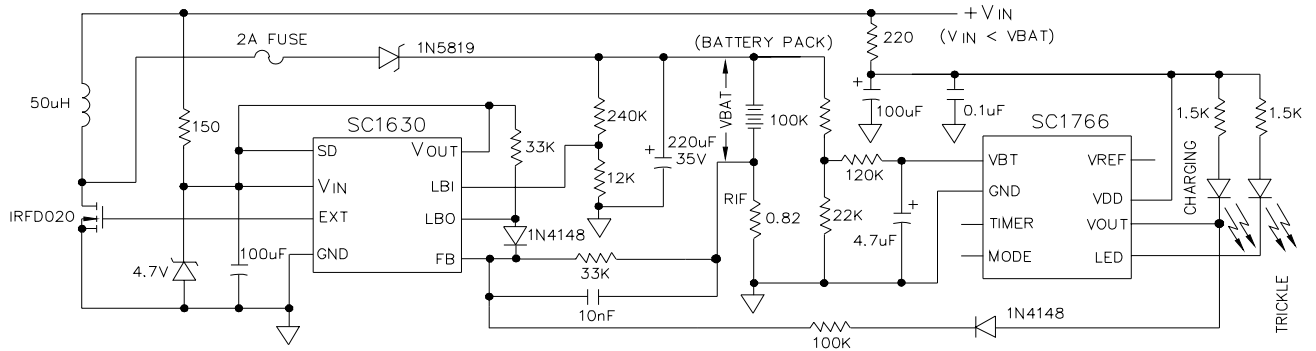 +VIN
(VIN < VBAT)
2A FUSE
1N5819
(BATTERY PACK)
220
50uH
150
SC1630
SD
VIN
EXT
GND
VOUT
LBI
LBO
FB
33K
240K
12K
+
220uF
35V
VBAT
100K
RIF
0.82
120K
22K
+
4.7uF
+
100uF
0.1uF
SC1766
VBT
GND
TIMER
MODE
VREF
VDD
VOUT
LED
1.5K
1.5K
CHARGING
TRICKLE
IRFD020
4.7V
100uF
1N4148
33K
10nF
100K
1N4148